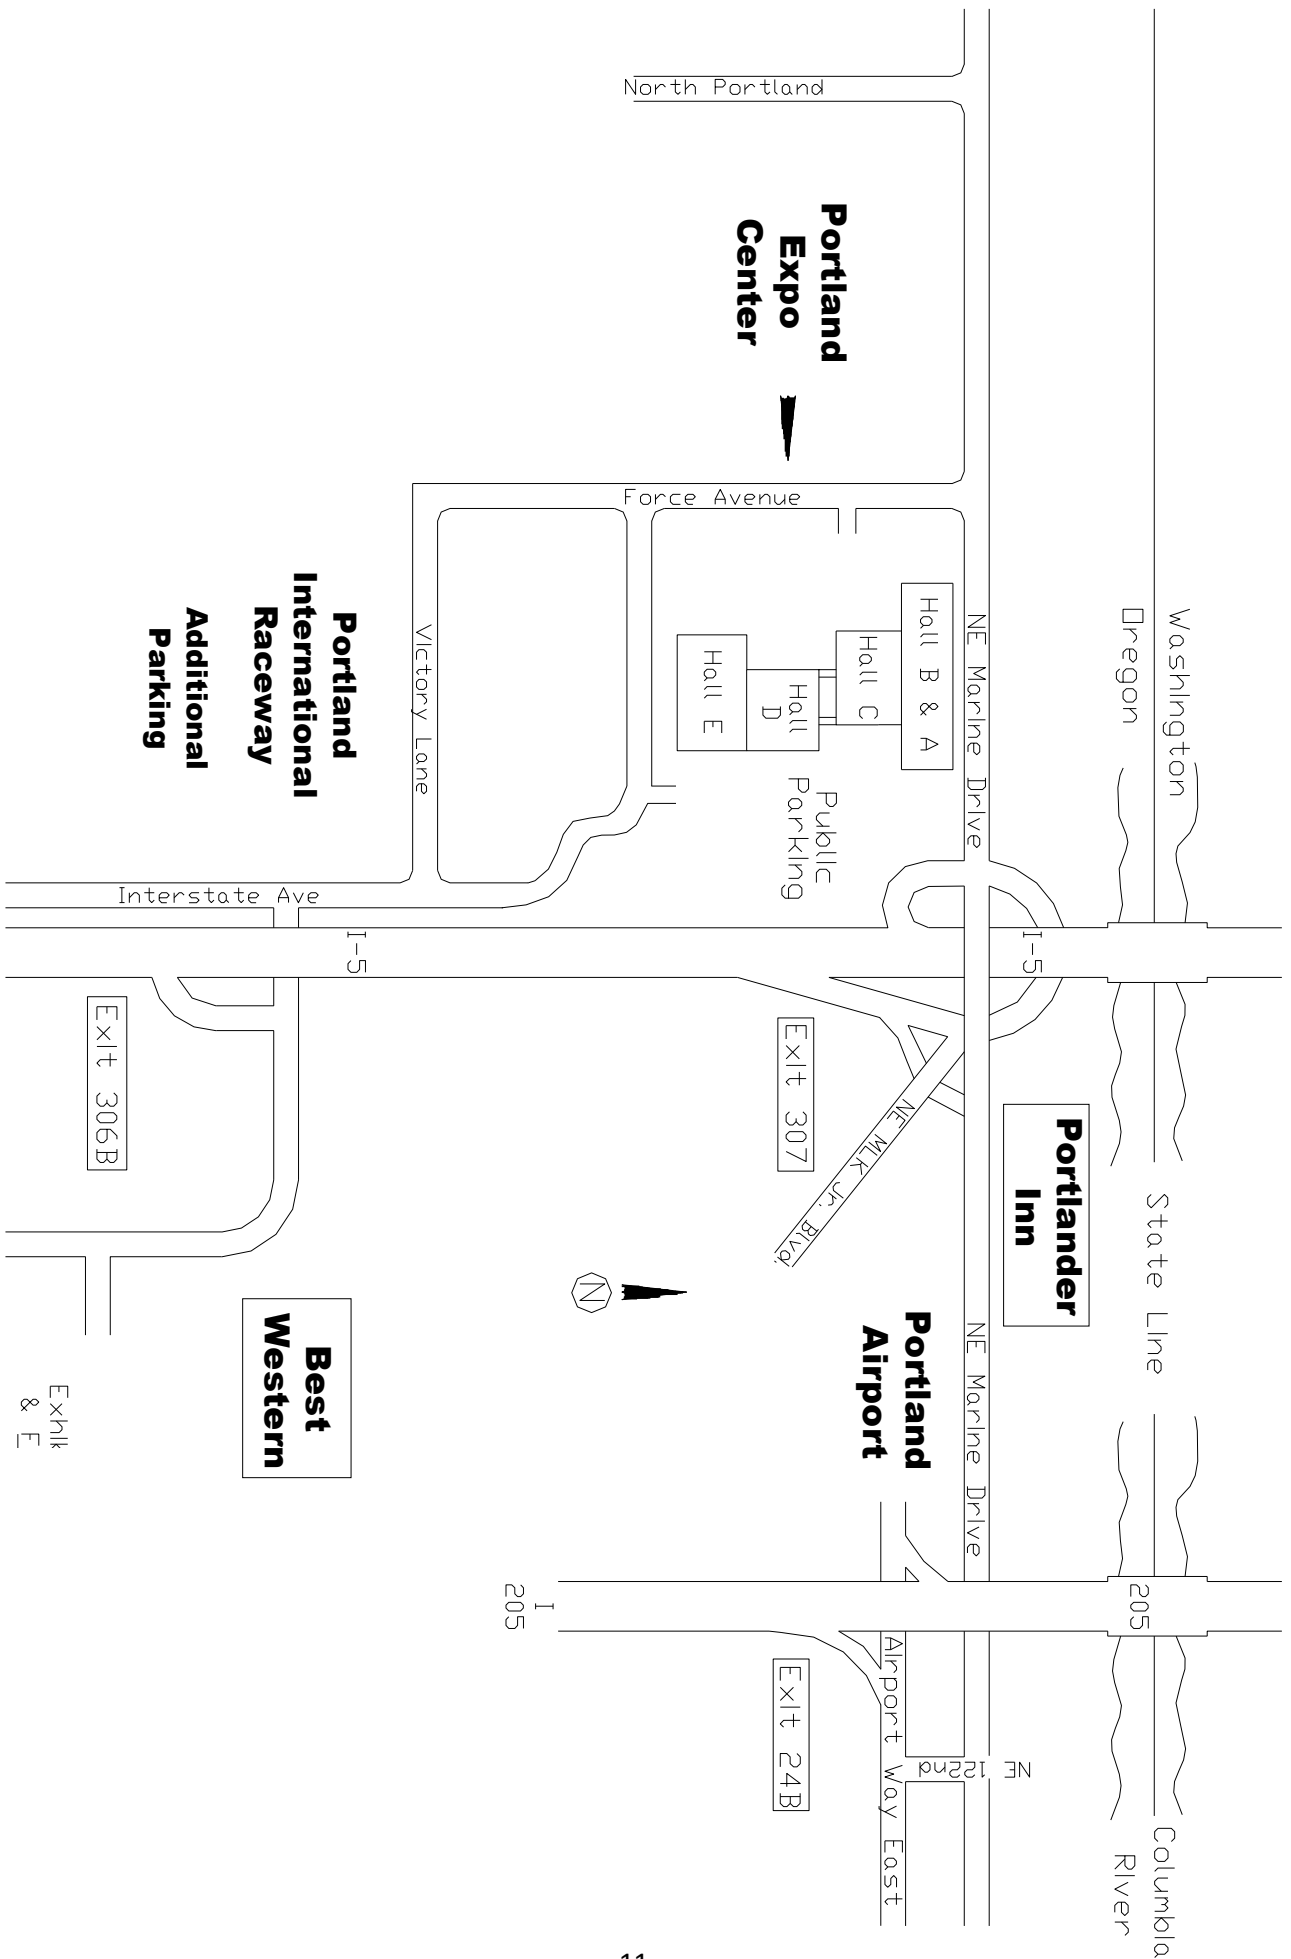 Washington
Oregon
State Line
Columbia
River
205
I-5
NE Marine Drive
NE Marine Drive
NE 122nd
Portlander
Inn
North Portland
Portland
Expo
Center
Force Avenue
Hall B & A
Hall C
Hall
D
Hall E
Public
Parking
Exit 307
NE MLK Jr. Blvd.
Portland
Airport
Airport Way East
Exit 24B
I
205
N
Victory Lane
Portland
International
Raceway
Additional
Parking
Interstate Ave
I-5
Exit 306B
Best
Western
& E
11